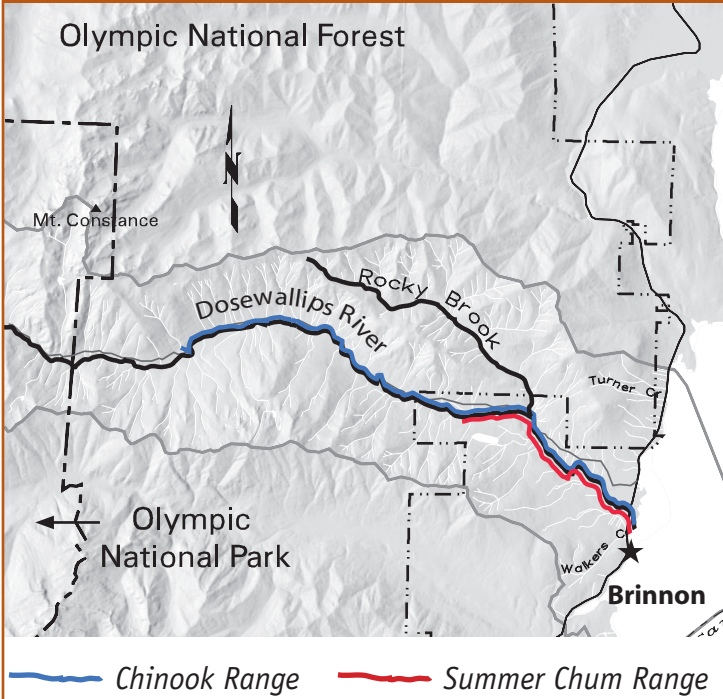 Olympic National Forest
N
Mt. Constance
Rocky Brook
Dosewallips River
Turner Cr
Olympic
National Park
Walkers C
Brinnon
Chinook Range
Summer Chum Range